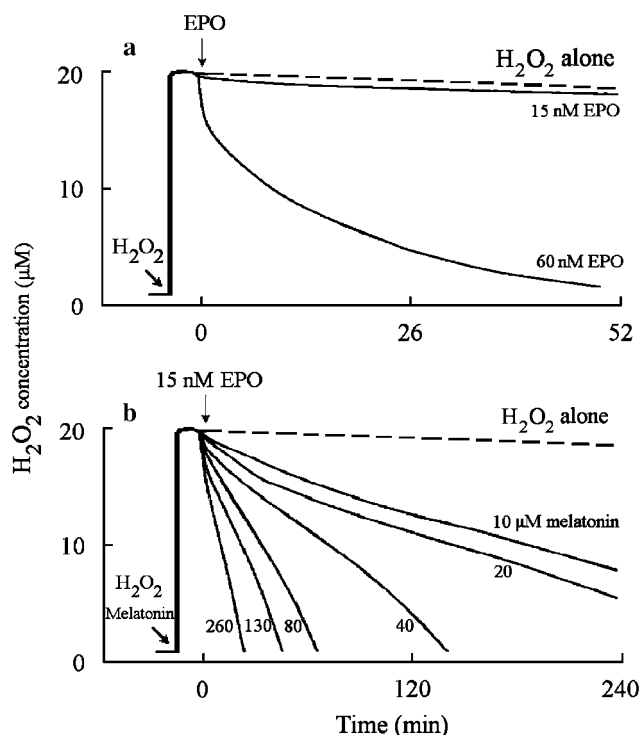 EPO
a
H₂O₂ alone
20
15 nM EPO
10
H₂O₂
60 nM EPO
0
0 26 52
H₂O₂ concentration (μM)
15 nM EPO
b
H₂O₂ alone
20
10 μM melatonin
20
10
H₂O₂
Melatonin
260 130 80 40
0
0 120 240
Time (min)